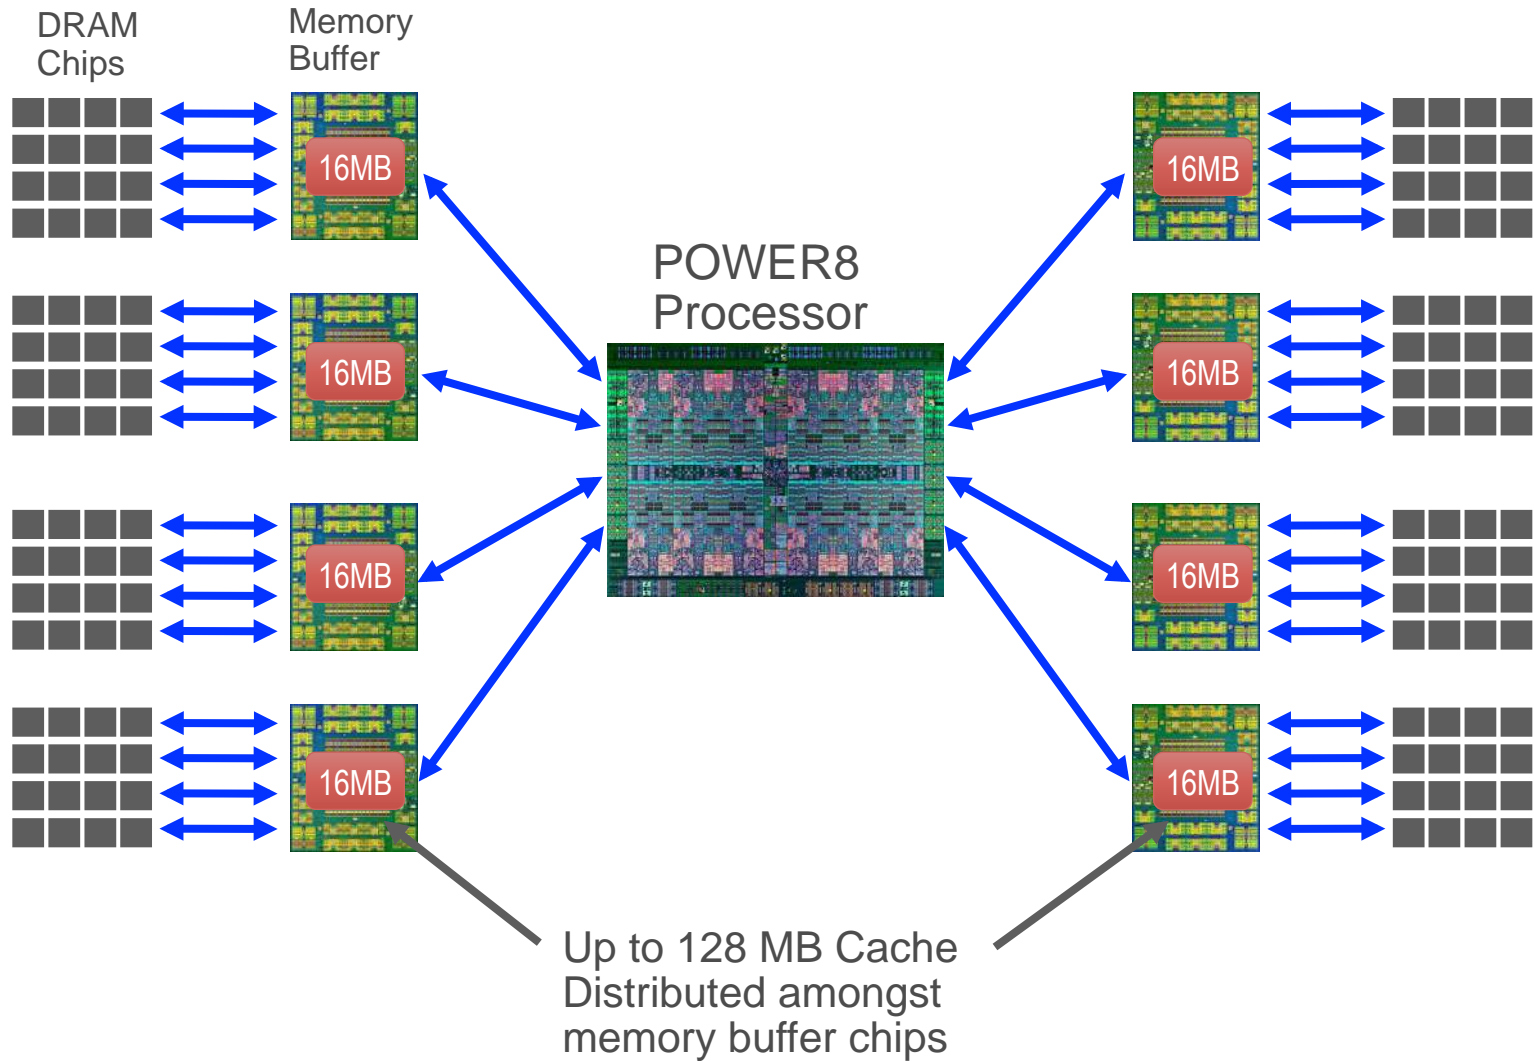 DRAM
Chips
Memory
Buffer
16MB
16MB
16MB
16MB
POWER8
Processor
16MB
16MB
16MB
16MB
Up to 128 MB Cache
Distributed amongst
memory buffer chips